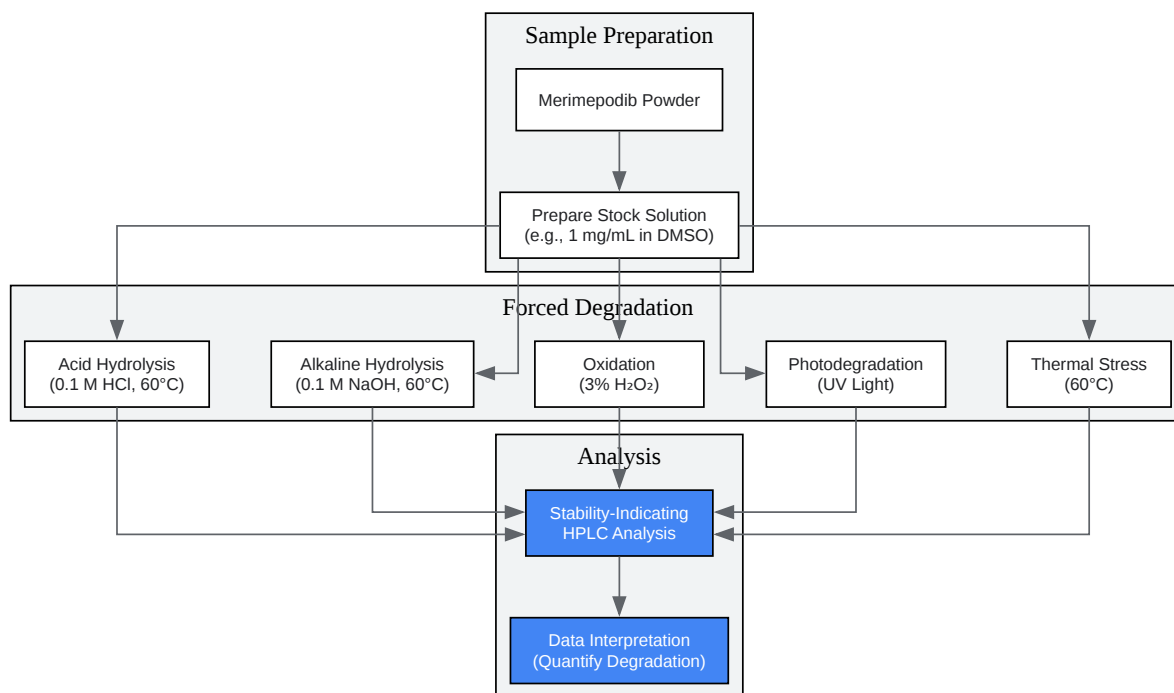 Sample Preparation
Merimepodib Powder
Prepare Stock Solution
(e.g., 1 mg/mL in DMSO)
Forced Degradation
Acid Hydrolysis
(0.1 M HCl, 60°C)
Alkaline Hydrolysis
(0.1 M NaOH, 60°C)
Oxidation
(3% H₂O₂)
Photodegradation
(UV Light)
Thermal Stress
(60°C)
Analysis
Stability-Indicating
HPLC Analysis
Data Interpretation
(Quantify Degradation)